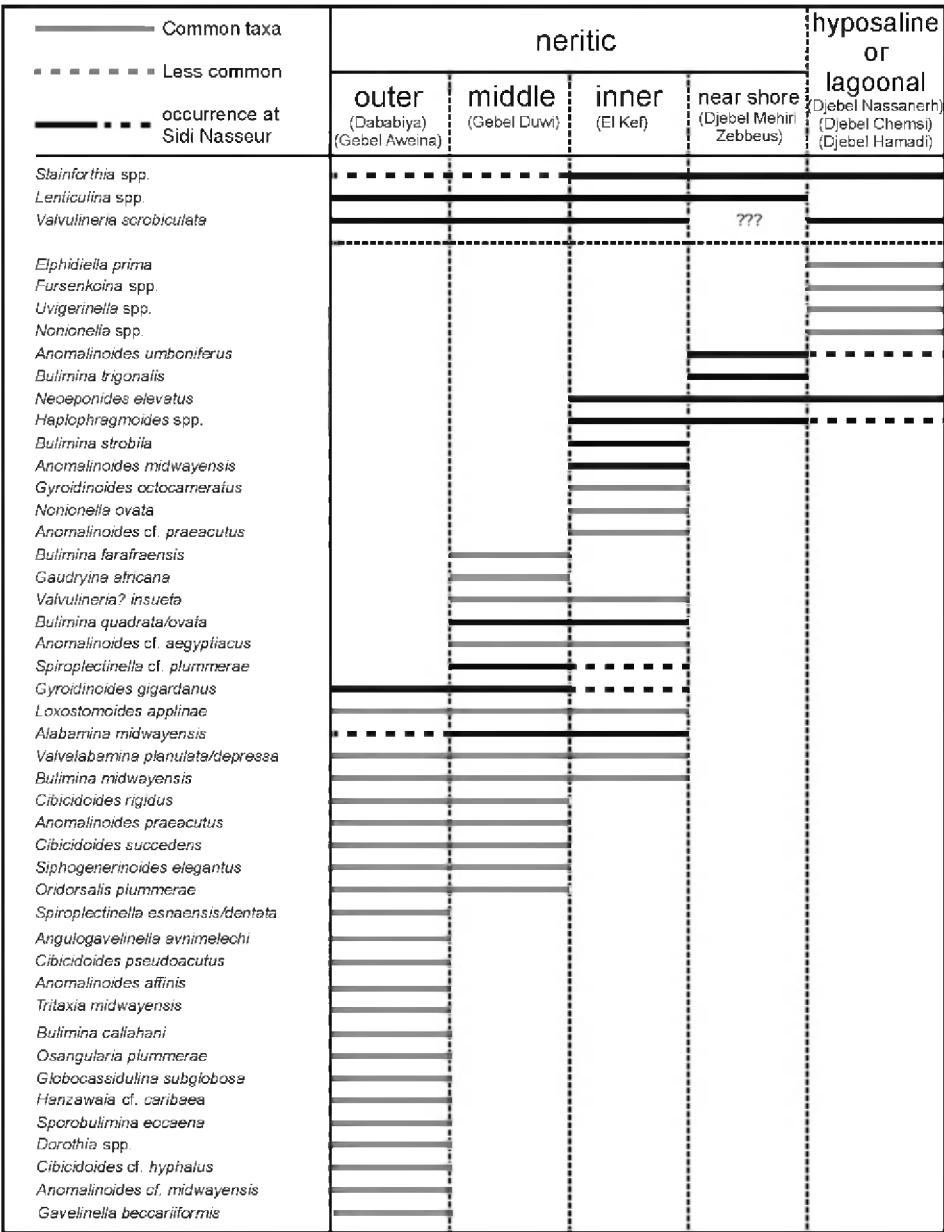 Common taxa
Less common
occurrence at
Sidi Nasseur
neritic
hyposaline
or
lagoonal
(Djebel Nassanerh)
(Djebel Chemsi)
(Djebel Hamadi)
outer
(Dababiya)
(Gebel Aweina)
middle
(Gebel Duwi)
inner
(El Kef)
near shore
(Djebel Mehiri
Zebbeus)
Stainforthia spp.
Lenticulina spp.
Valvulineria scrobiculata
???
Elphidiella prima
Fursenkoina spp.
Uvigerinella spp.
Nonionella spp.
Anomalinoides umboniferus
Bulimina trigonalis
Neoeponides elevatus
Haplophragmoides spp.
Bulimina strobila
Anomalinoides midwayensis
Gyroidinoides octocameratus
Nonionella ovata
Anomalinoides cf. praeacutus
Bulimina farafraensis
Gaudryina africana
Valvulineria? insueta
Bulimina quadrata/ovata
Anomalinoides cf. aegyptiacus
Spiroplectinella cf. plummerae
Gyroidinoides gigardanus
Loxostomoides applinae
Alabamina midwayensis
Valvalabamina planulata/depressa
Bulimina midwayensis
Cibicidoides rigidus
Anomalinoides praeacutus
Cibicidoides succedens
Siphogenerinoides elegantus
Oridorsalis plummerae
Spiroplectinella esnaensis/dentata
Angulogavelinella avnimelechi
Cibicidoides pseudoacutus
Anomalinoides affinis
Tritaxia midwayensis
Bulimina callahani
Osangularia plummerae
Globocassidulina subglobosa
Hanzawaia cf. caribaea
Sporobulimina eocaena
Dorothia spp.
Cibicidoides cf. hyphalus
Anomalinoides cf. midwayensis
Gavelinella beccariiformis